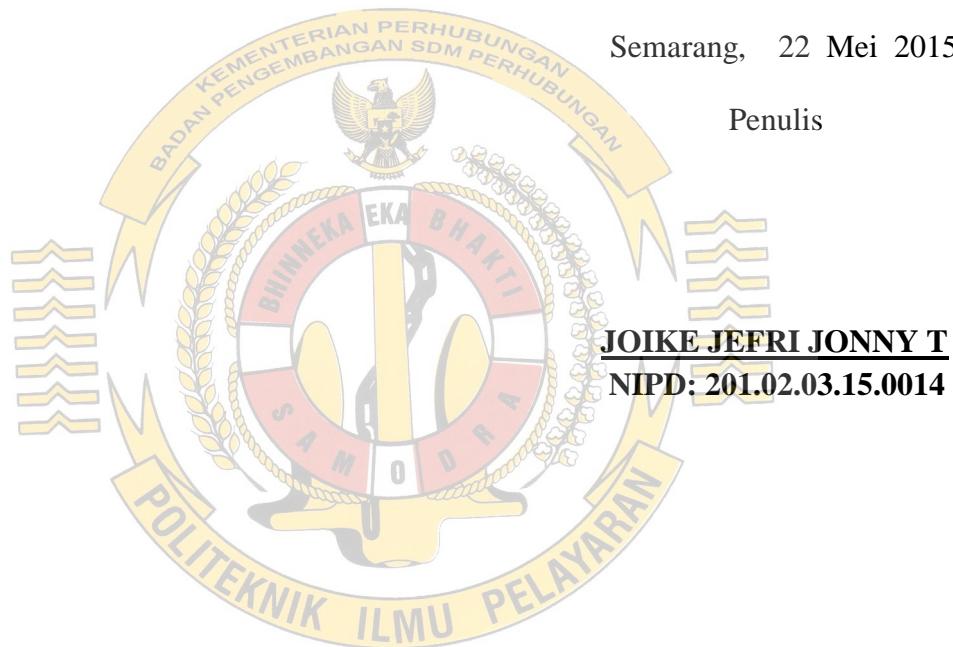 Semarang, 22 Mei 2015
Penulis
KEMENTERIAN PERHUBUNGAN
BADAN PENGEMBANGAN SDM PERHUBUNGAN
BHINNEKA EKA BHAKTI
SAMODRA
JOIKE JEFRI JONNY T
NIPD: 201.02.03.15.0014
POLITEKNIK ILMU PELAYARAN